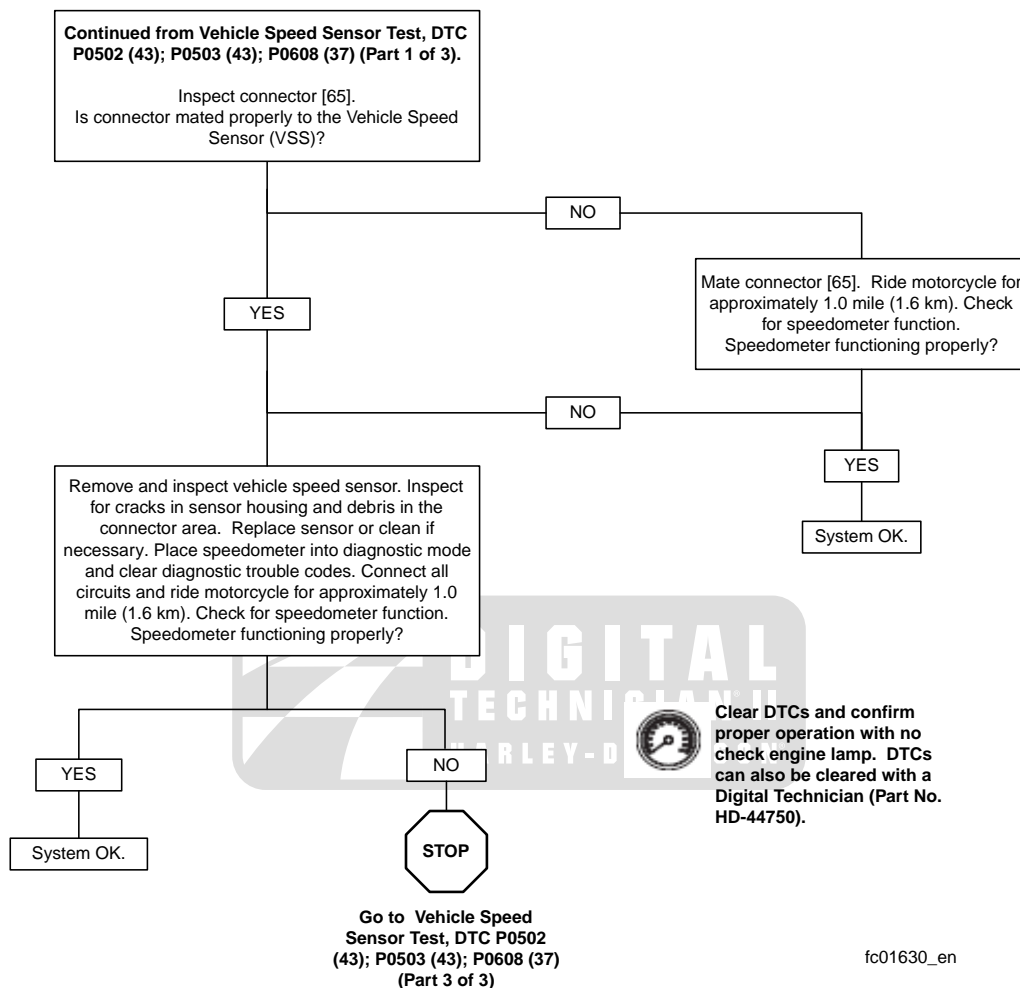 Continued from Vehicle Speed Sensor Test, DTC
P0502 (43); P0503 (43); P0608 (37) (Part 1 of 3).
Inspect connector [65].
Is connector mated properly to the Vehicle Speed
Sensor (VSS)?
NO
YES
Mate connector [65]. Ride motorcycle for
approximately 1.0 mile (1.6 km). Check
for speedometer function.
Speedometer functioning properly?
NO
YES
System OK.
Remove and inspect vehicle speed sensor. Inspect
for cracks in sensor housing and debris in the
connector area. Replace sensor or clean if
necessary. Place speedometer into diagnostic mode
and clear diagnostic trouble codes. Connect all
circuits and ride motorcycle for approximately 1.0
mile (1.6 km). Check for speedometer function.
Speedometer functioning properly?
DIGITAL
Clear DTCs and confirm
proper operation with no
check engine lamp. DTCs
can also be cleared with a
Digital Technician (Part No.
HD-44750).
YES
NO
System OK.
STOP
Go to Vehicle Speed
Sensor Test, DTC P0502
(43); P0503 (43); P0608 (37)
(Part 3 of 3)
fc01630_en